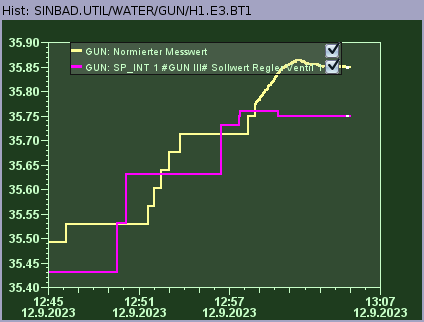 Hist: SINBAD.UTIL/WATER/GUN/H1.E3.BT1
35.90
GUN: Normierter Messwert
GUN: SP_INT 1 #GUN III# Sollwert Regler Ventil 1
35.85
35.80
35.75
35.70
35.65
35.60
35.55
35.50
35.45
35.40
12:45 12:51 12:57 13:07
12.9.2023 12.9.2023 12.9.2023 12.9.2023